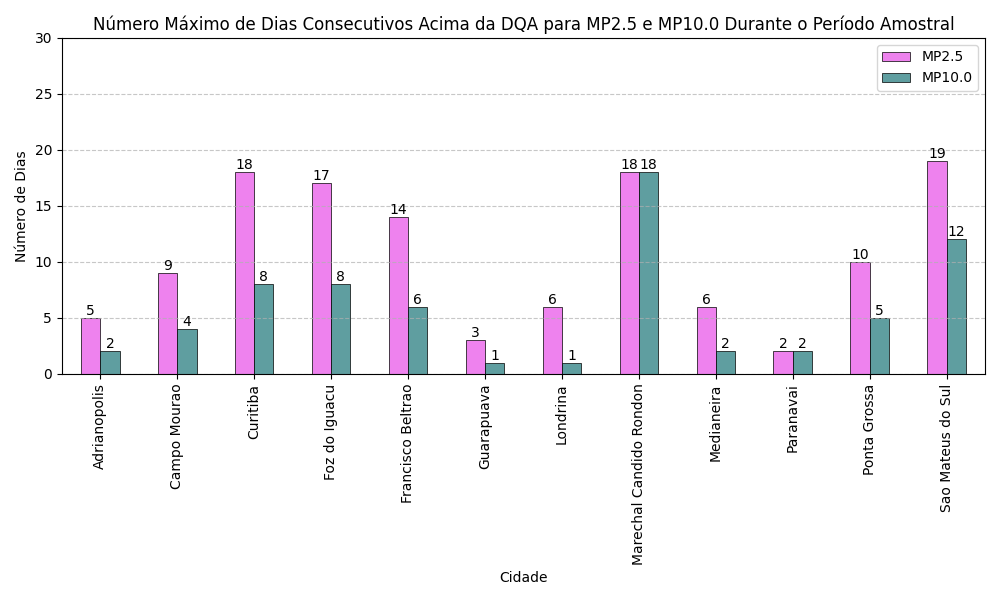 Número Máximo de Dias Consecutivos Acima da DQA para MP2.5 e MP10.0 Durante o Período Amostral
MP2.5
MP10.0
Número de Dias
30
25
20
15
10
5
0
5 2 9 4 18 8 17 8 14 6 3 1 6 1 18 18 6 2 2 2 10 5 19 12
Adrianopolis
Campo Mourao
Curitiba
Foz do Iguacu
Francisco Beltrao
Guarapuava
Londrina
Marechal Candido Rondon
Medianeira
Paranavai
Ponta Grossa
Sao Mateus do Sul
Cidade